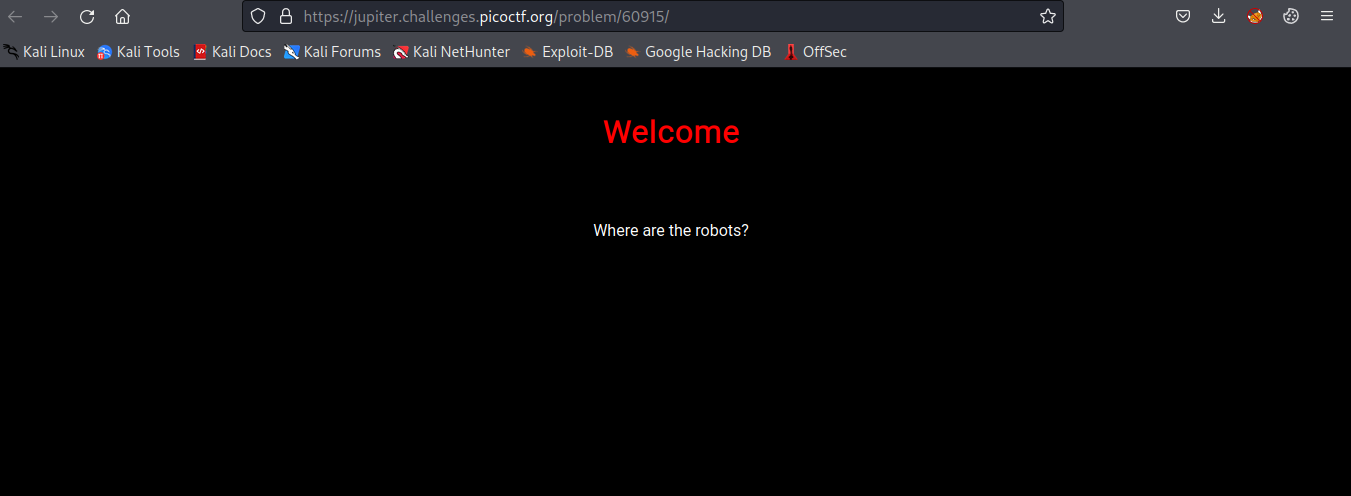 https://jupiter.challenges.picoctf.org/problem/60915/
Kali Linux Kali Tools Kali Docs Kali Forums Kali NetHunter Exploit-DB Google Hacking DB OffSec
Welcome
Where are the robots?